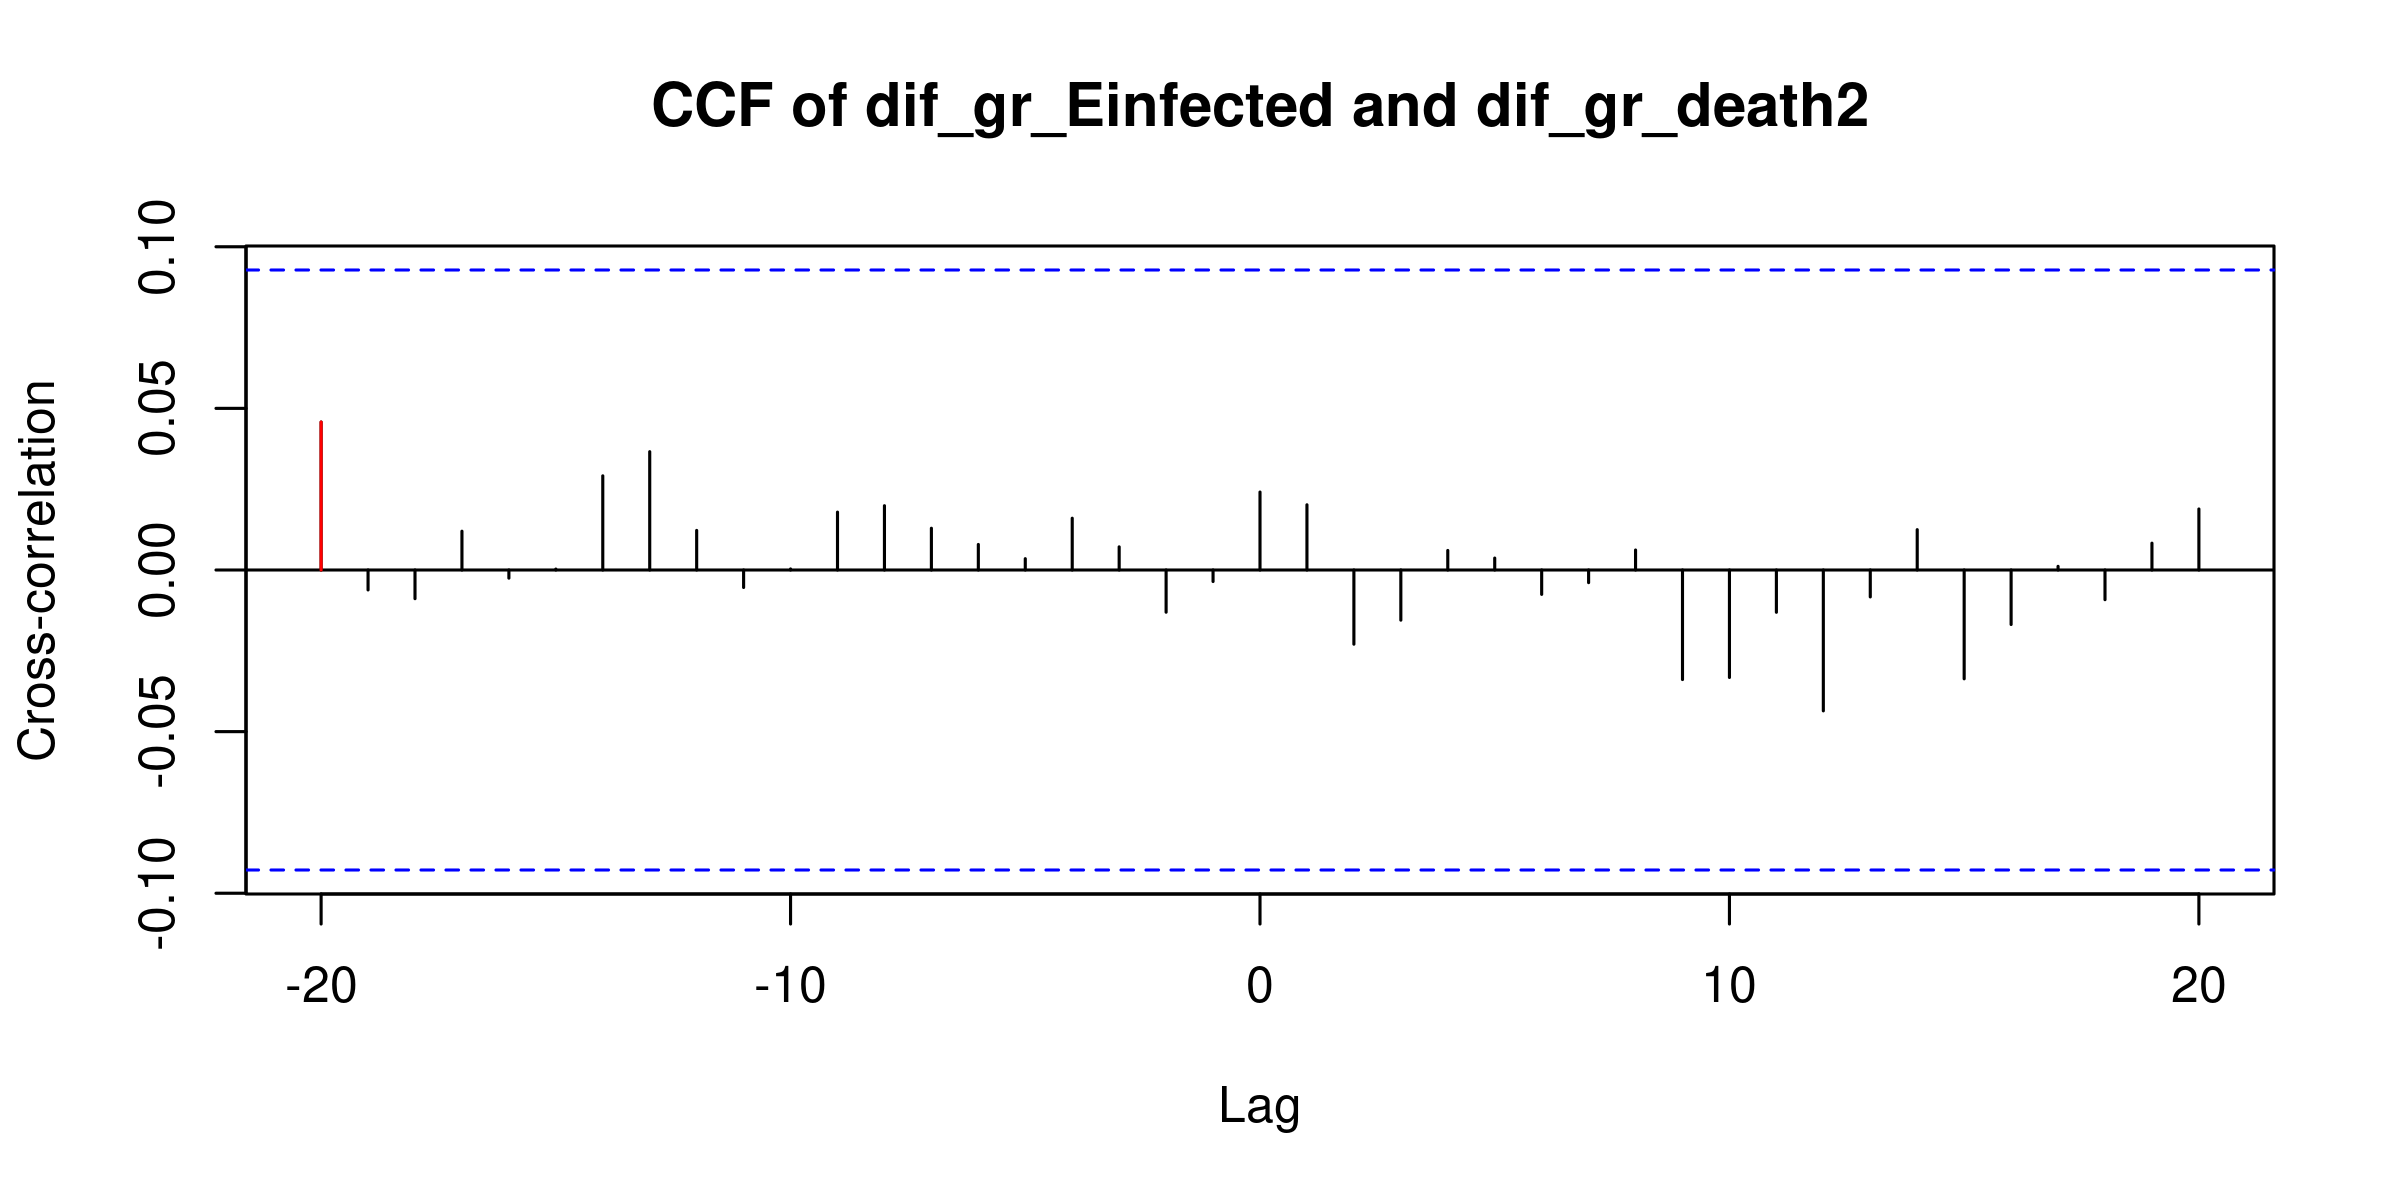 CCF of dif_gr_Einfected and dif_gr_death2
0.10
0.05
0.00
-0.05
-0.10
Cross-correlation
-20 -10 0 10 20
Lag